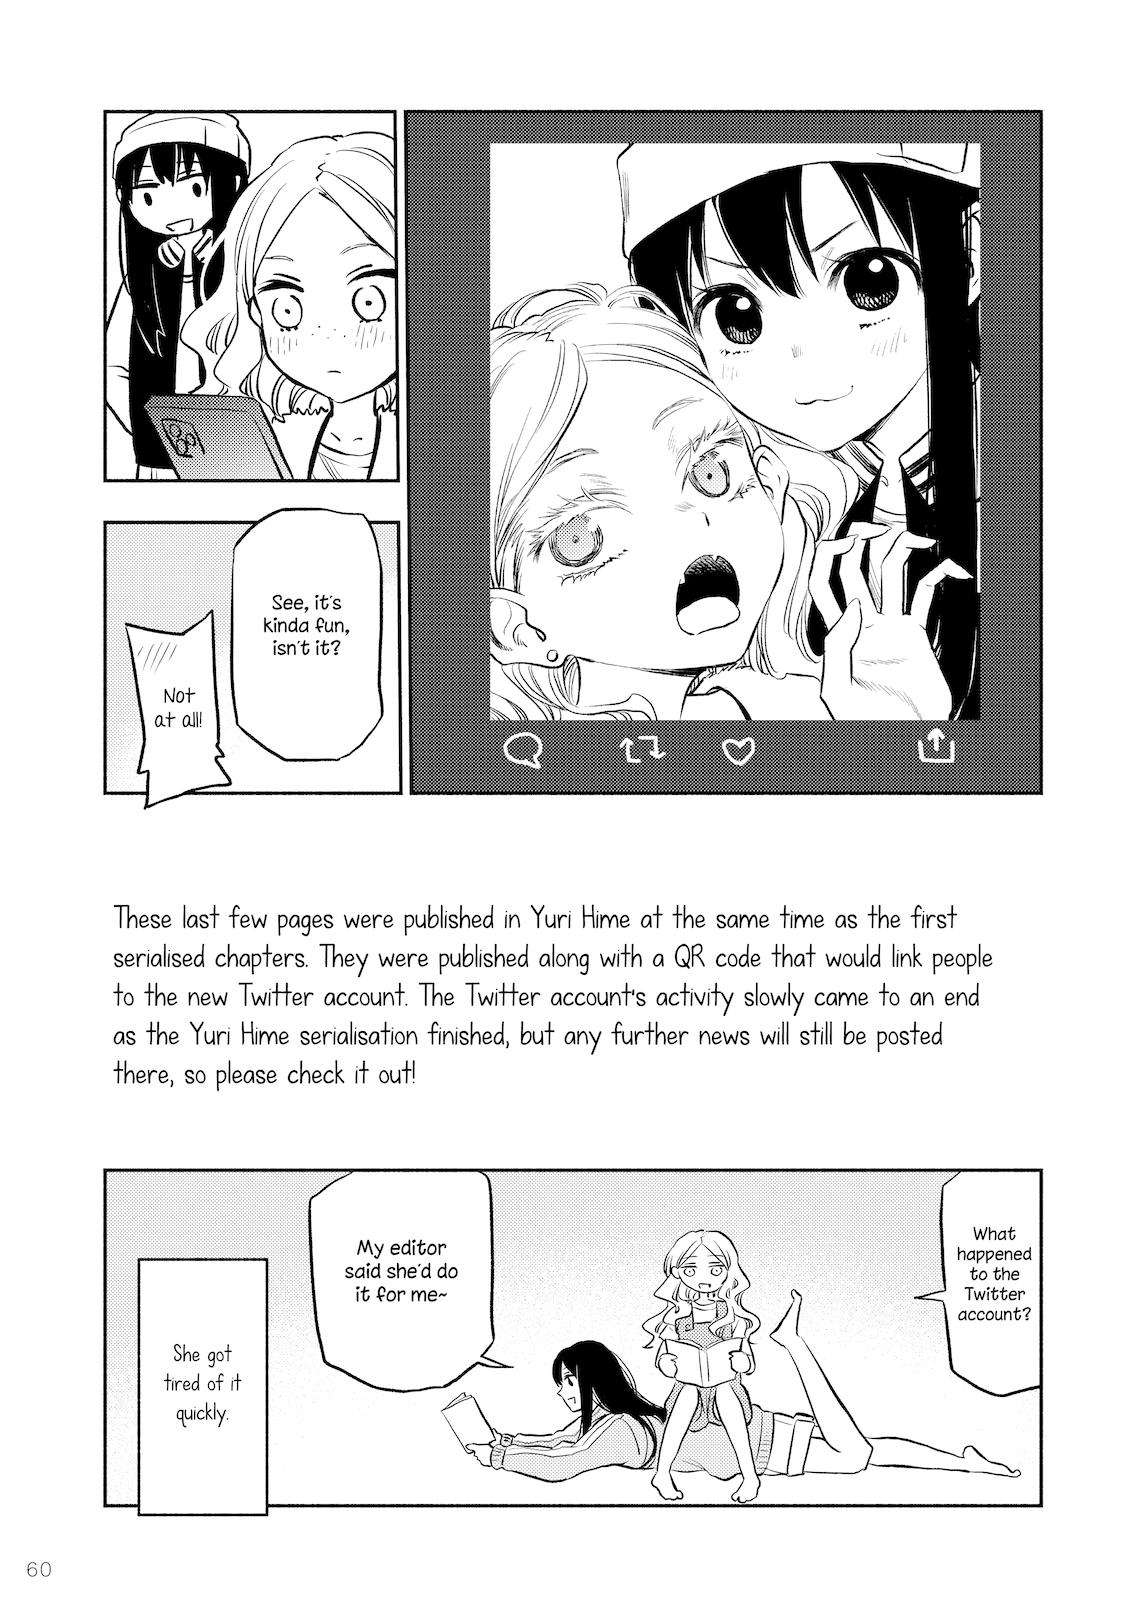 See, it's
kinda fun,
isn't it?
Not
at all!
These last few pages were published in Yuri Hime at the same time as the first
serialised chapters. They were published along with a QR code that would link people
to the new Twitter account. The Twitter account's activity slowly came to an end
as the Yuri Hime serialisation finished, but any further news will still be posted
there, so please check it out!
What
happened
to the
Twitter
account?
My editor
said she'd do
it for me~
She got
tired of it
quickly.
60